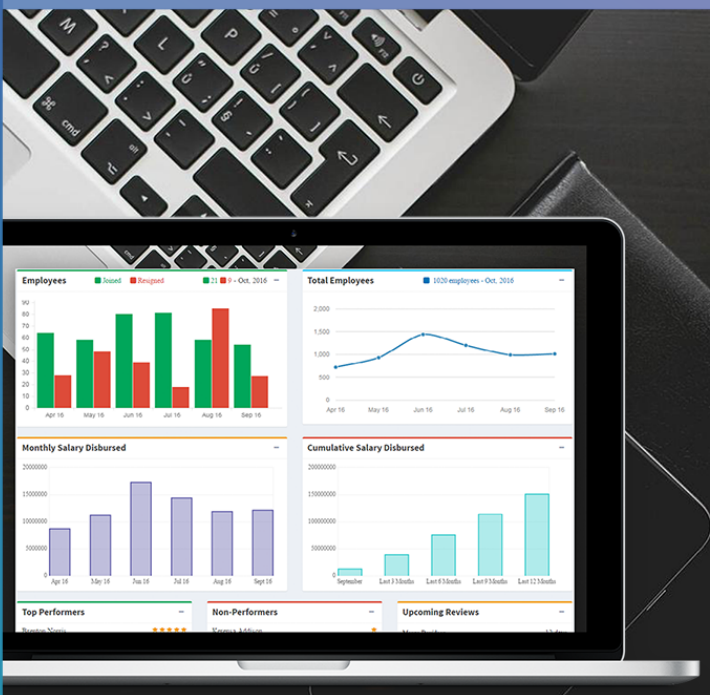 M
?
L
P
cmd
alt
cmd
Employees Joined Resigned 21 9 - Oct, 2016 −
90
80
70
60
50
40
30
20
10
0
Apr 16 May 16 Jun 16 Jul 16 Aug 16 Sep 16
Total Employees 1020 employees - Oct, 2016 −
2,000
1,500
1,000
500
0
Apr 16 May 16 Jun 16 Jul 16 Aug 16 Sep 16
Monthly Salary Disbursed −
20000000
15000000
10000000
5000000
0
Apr 16 May 16 Jun 16 Jul 16 Aug 16 Sept 16
Cumulative Salary Disbursed −
0
September Last 3 Months Last 6 Months Last 9 Months Last 12 Months
Top Performers − Non-Performers − Upcoming Reviews −